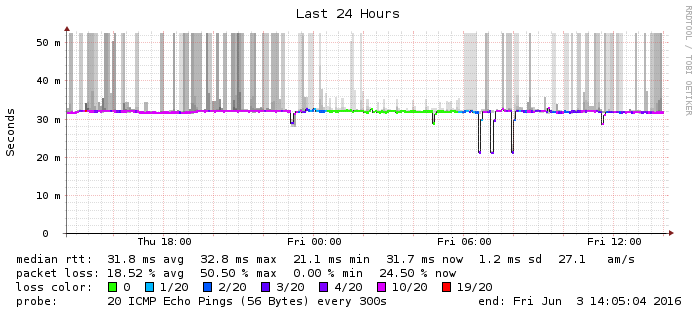 Last 24 Hours
RRDTOOL / TOBI OETIKER
Seconds
50 m
40 m
30 m
20 m
10 m
0
Thu 18:00 Fri 00:00 Fri 06:00 Fri 12:00
median rtt: 31.8 ms avg 32.8 ms max 21.1 ms min 31.7 ms now 1.2 ms sd 27.1 am/s
packet loss: 18.52 % avg 50.50 % max 0.00 % min 24.50 % now
loss color: 0 1/20 2/20 3/20 4/20 10/20 19/20
probe: 20 ICMP Echo Pings (56 Bytes) every 300s end: Fri Jun 3 14:05:04 2016